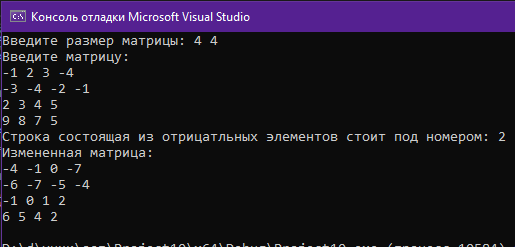 Консоль отладки Microsoft Visual Studio
Введите размер матрицы: 4 4
Введите матрицу:
-1 2 3 -4
-3 -4 -2 -1
2 3 4 5
9 8 7 5
Строка состоящая из отрицатльных элементов стоит под номером: 2
Измененная матрица:
-4 -1 0 -7
-6 -7 -5 -4
-1 0 1 2
6 5 4 2